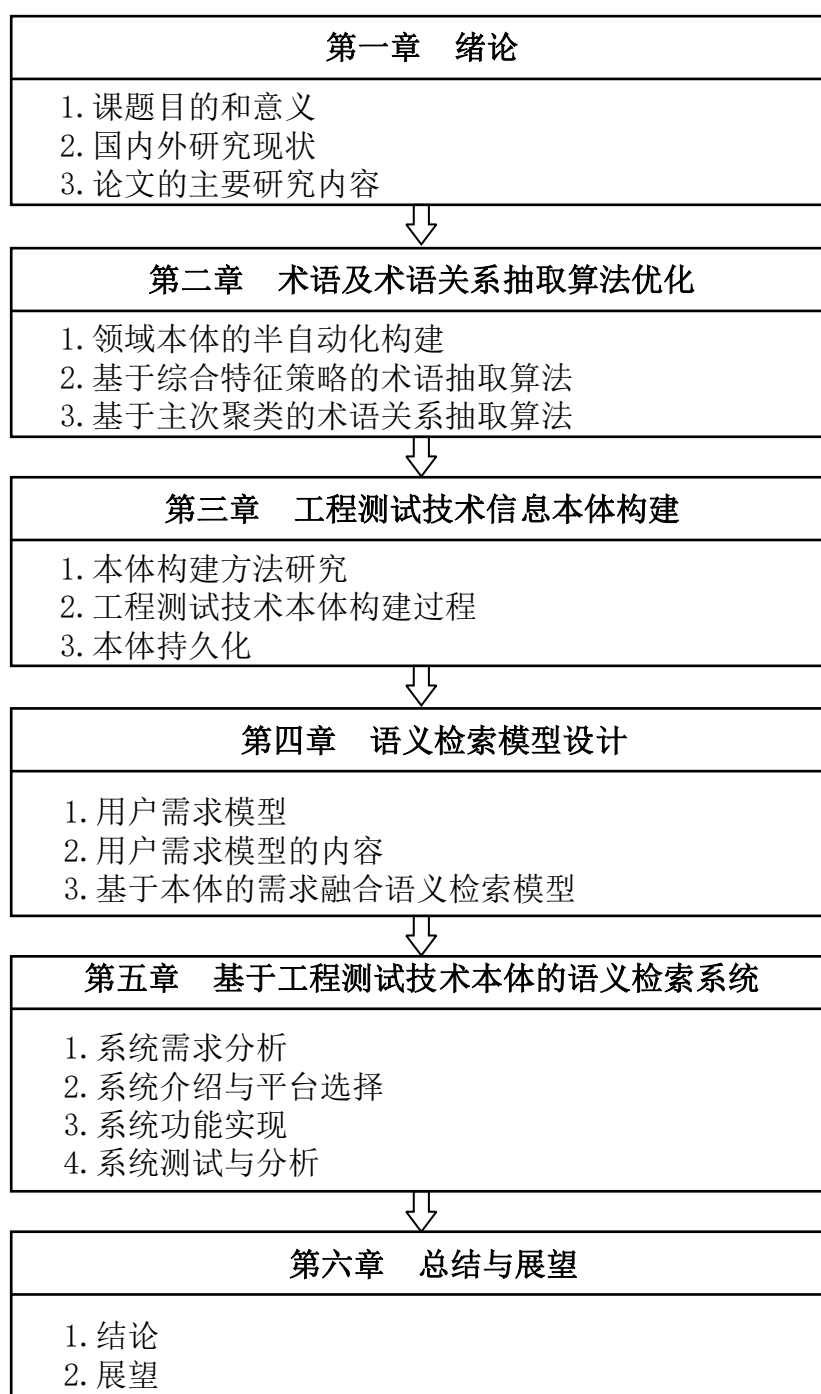 第一章 绪论
1.课题目的和意义
2.国内外研究现状
3.论文的主要研究内容
第二章 术语及术语关系抽取算法优化
1.领域本体的半自动化构建
2.基于综合特征策略的术语抽取算法
3.基于主次聚类的术语关系抽取算法
第三章 工程测试技术信息本体构建
1.本体构建方法研究
2.工程测试技术本体构建过程
3.本体持久化
第四章 语义检索模型设计
1.用户需求模型
2.用户需求模型的内容
3.基于本体的需求融合语义检索模型
第五章 基于工程测试技术本体的语义检索系统
1.系统需求分析
2.系统介绍与平台选择
3.系统功能实现
4.系统测试与分析
第六章 总结与展望
1.结论
2.展望